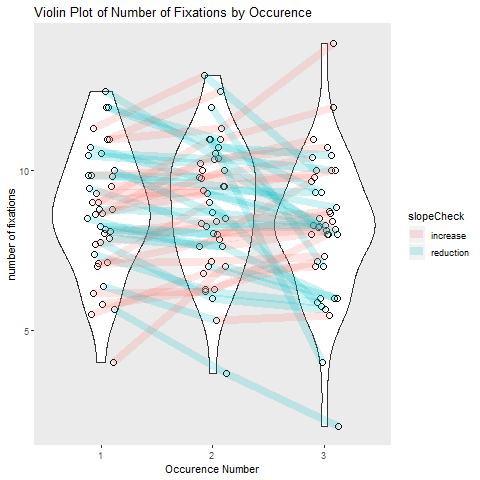 Violin Plot of Number of Fixations by Occurence
number of fixations
10
5
1 2 3
Occurence Number
slopeCheck
increase
reduction